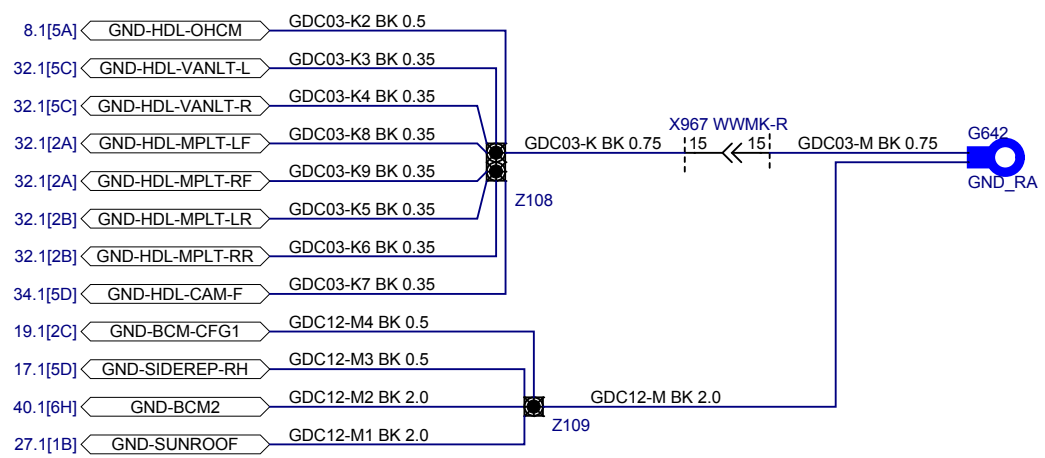 8.1[5A] GND-HDL-OHCM GDC03-K2 BK 0.5
32.1[5C] GND-HDL-VANLT-L GDC03-K3 BK 0.35
32.1[5C] GND-HDL-VANLT-R GDC03-K4 BK 0.35
X967 WWMK-R
G642
32.1[2A] GND-HDL-MPLT-LF GDC03-K8 BK 0.35
GDC03-K BK 0.75 15 15 GDC03-M BK 0.75
32.1[2A] GND-HDL-MPLT-RF GDC03-K9 BK 0.35
GND_RA
Z108
32.1[2B] GND-HDL-MPLT-LR GDC03-K5 BK 0.35
32.1[2B] GND-HDL-MPLT-RR GDC03-K6 BK 0.35
34.1[5D] GND-HDL-CAM-F GDC03-K7 BK 0.35
19.1[2C] GND-BCM-CFG1 GDC12-M4 BK 0.5
17.1[5D] GND-SIDEREP-RH GDC12-M3 BK 0.5
40.1[6H] GND-BCM2 GDC12-M2 BK 2.0 GDC12-M BK 2.0
Z109
27.1[1B] GND-SUNROOF GDC12-M1 BK 2.0